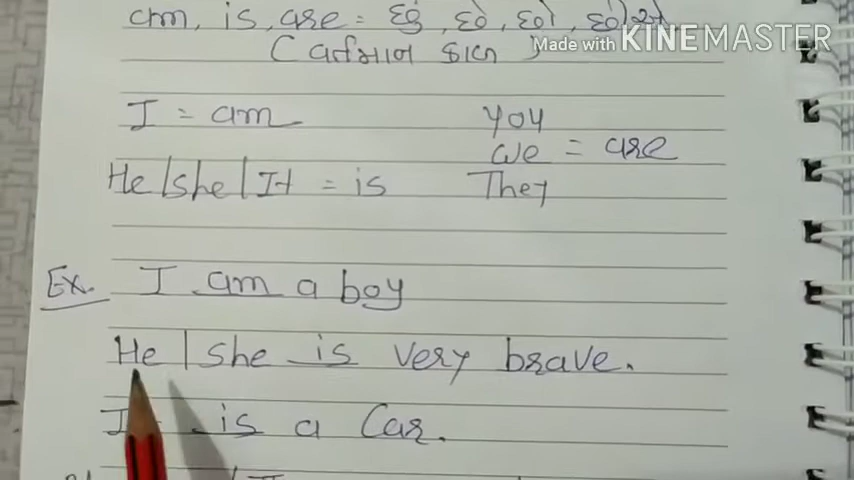 am, is, are = છું, છે, છો, છીએ
Made with KINEMASTER
( વર્તમાન કાળ )
I = am
you
we = are
They
He/she/It = is
Ex. I am a boy
He/she is very brave.
is a Car.